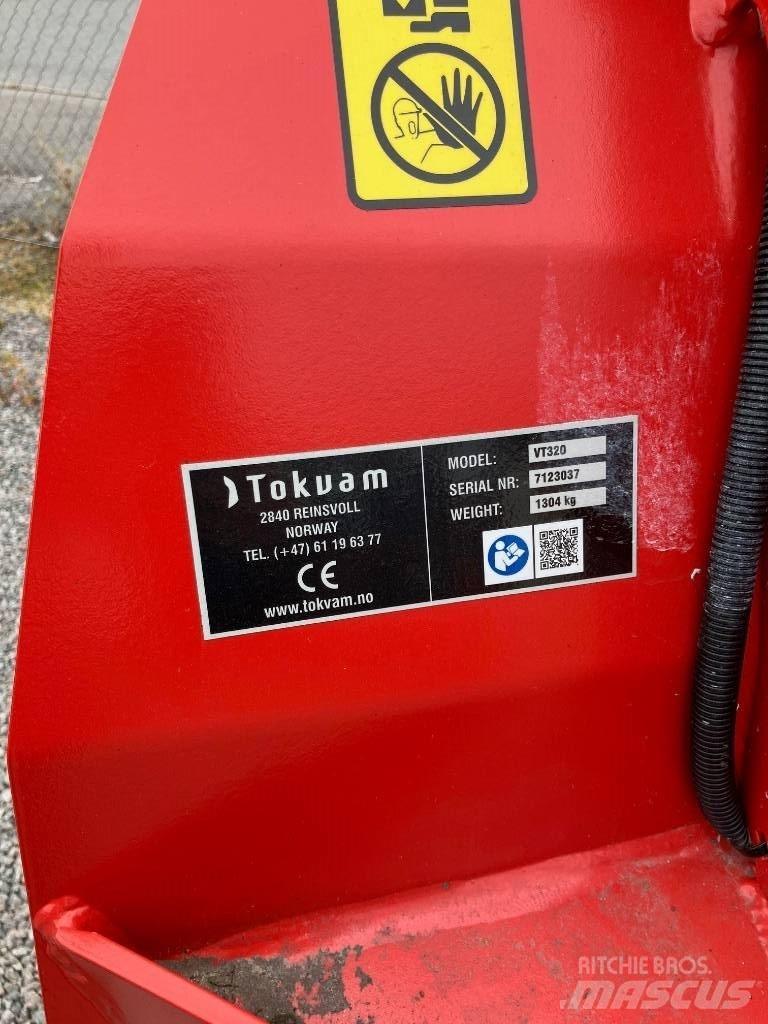 Tokvam
2840 REINSVOLL
NORWAY
TEL. (+47) 61 19 63 77
CE
www.tokvam.no
MODEL: VT320
SERIAL NR: 7123037
WEIGHT: 1304 kg
RITCHIE BROS.
MASCUS